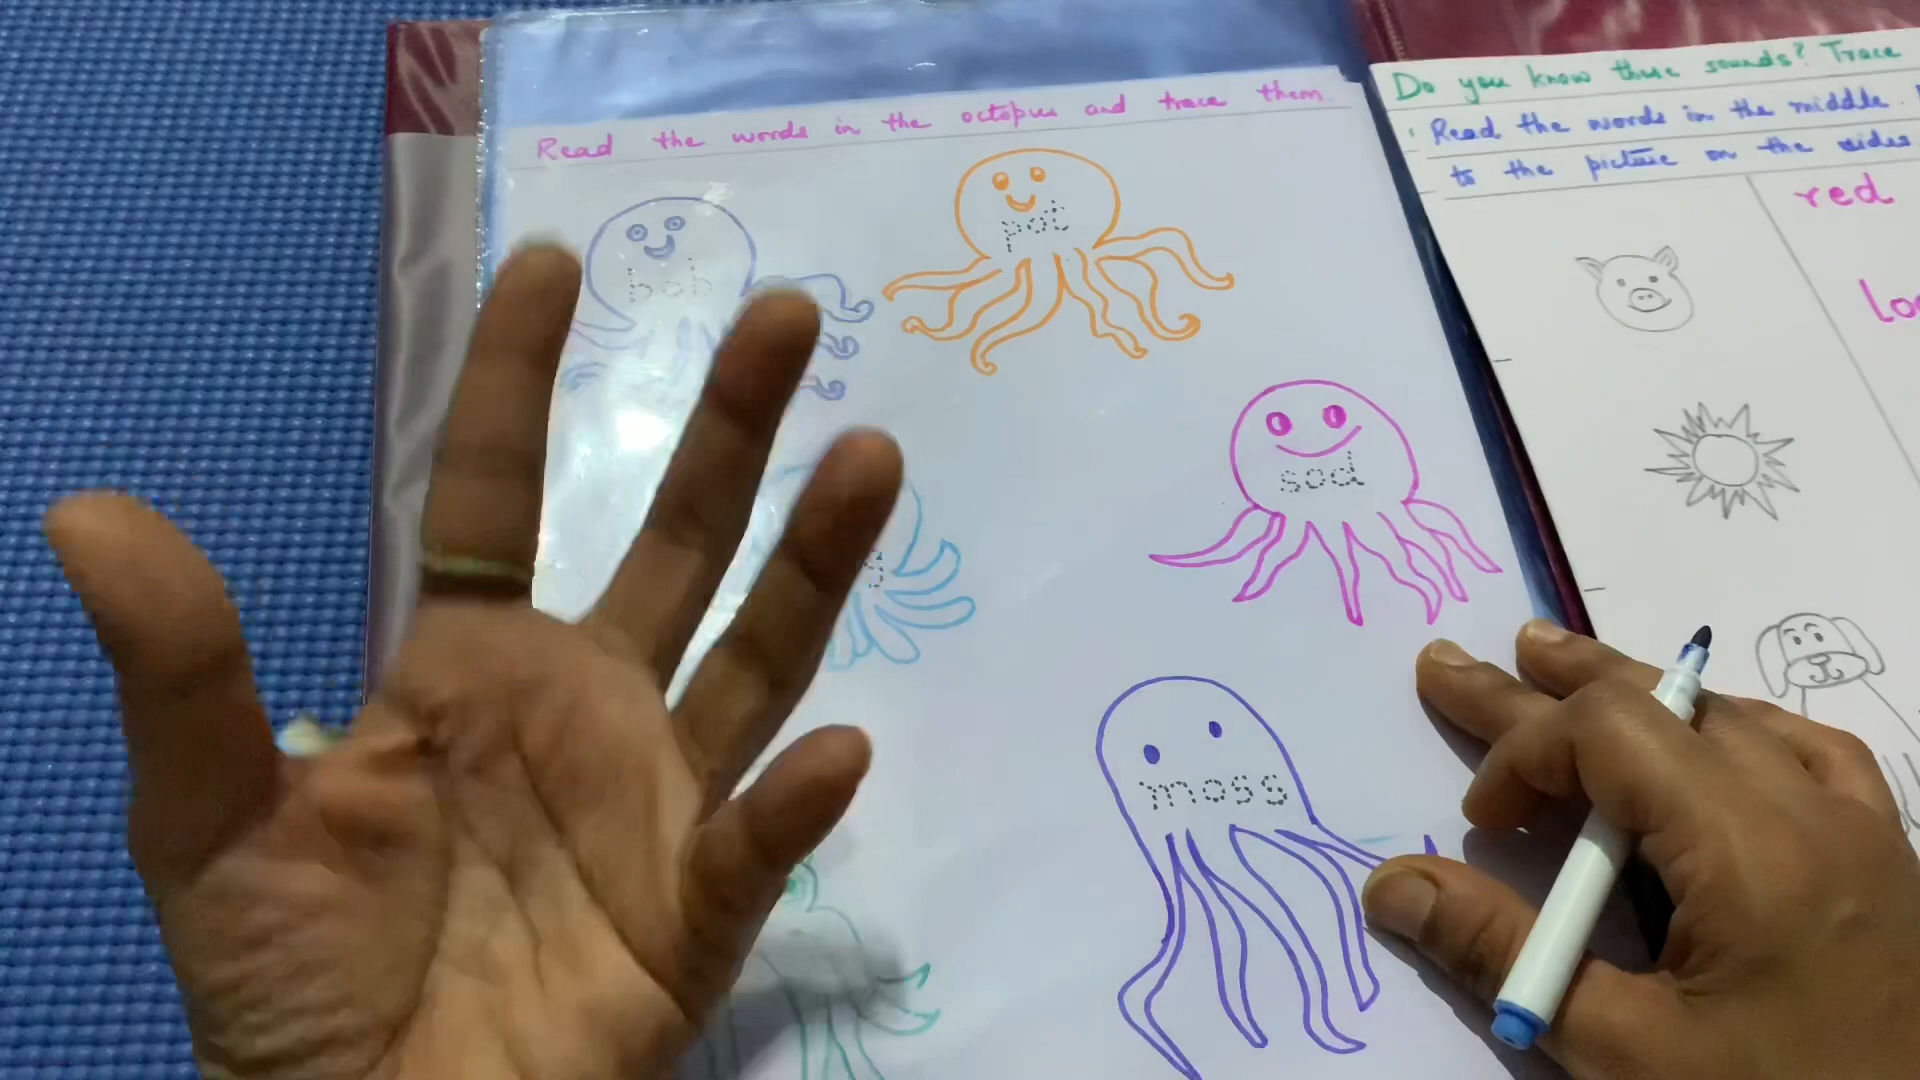 Read the words in the octopus and trace them.
bob
pot
sod
g
moss
Do you know these sounds? Trace
Read the words in the middle.
to the picture on the sides
red